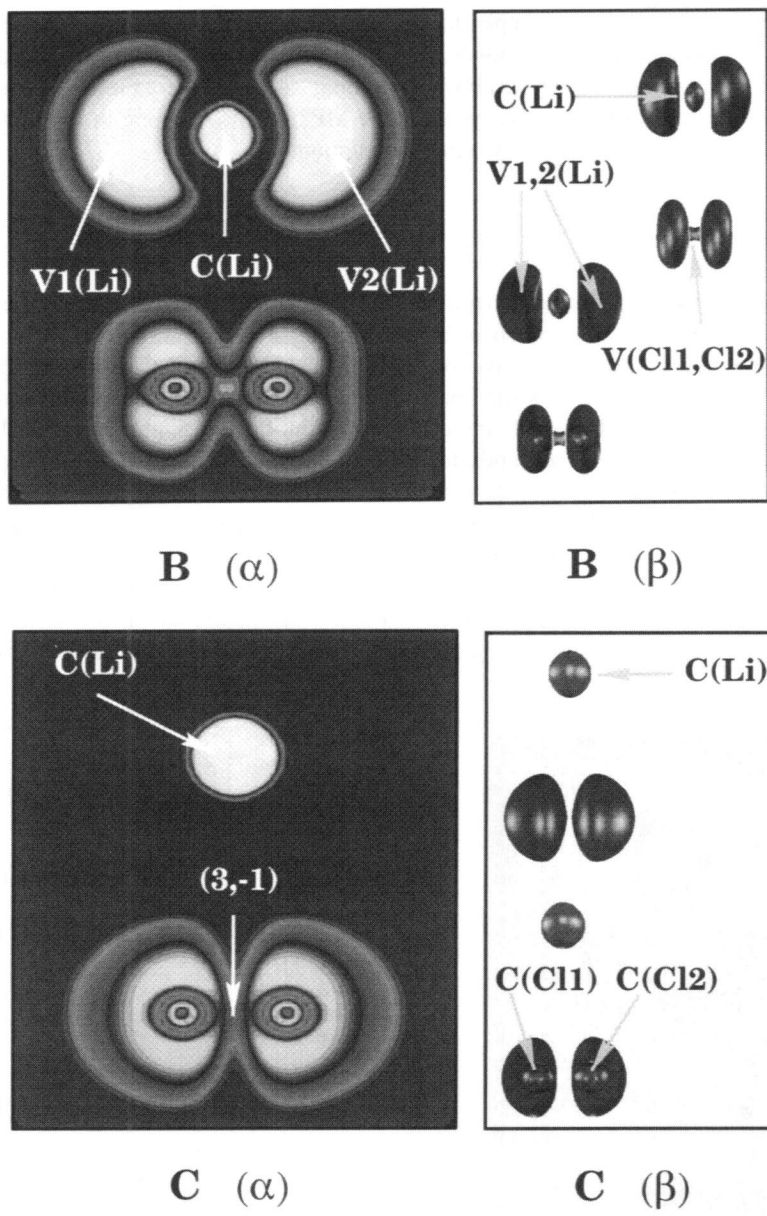 V1(Li)
C(Li)
V2(Li)
C(Li)
V1,2(Li)
V(Cl1,Cl2)
B (α)
B (β)
C(Li)
(3,-1)
C(Li)
C(Cl1) C(Cl2)
C (α)
C (β)